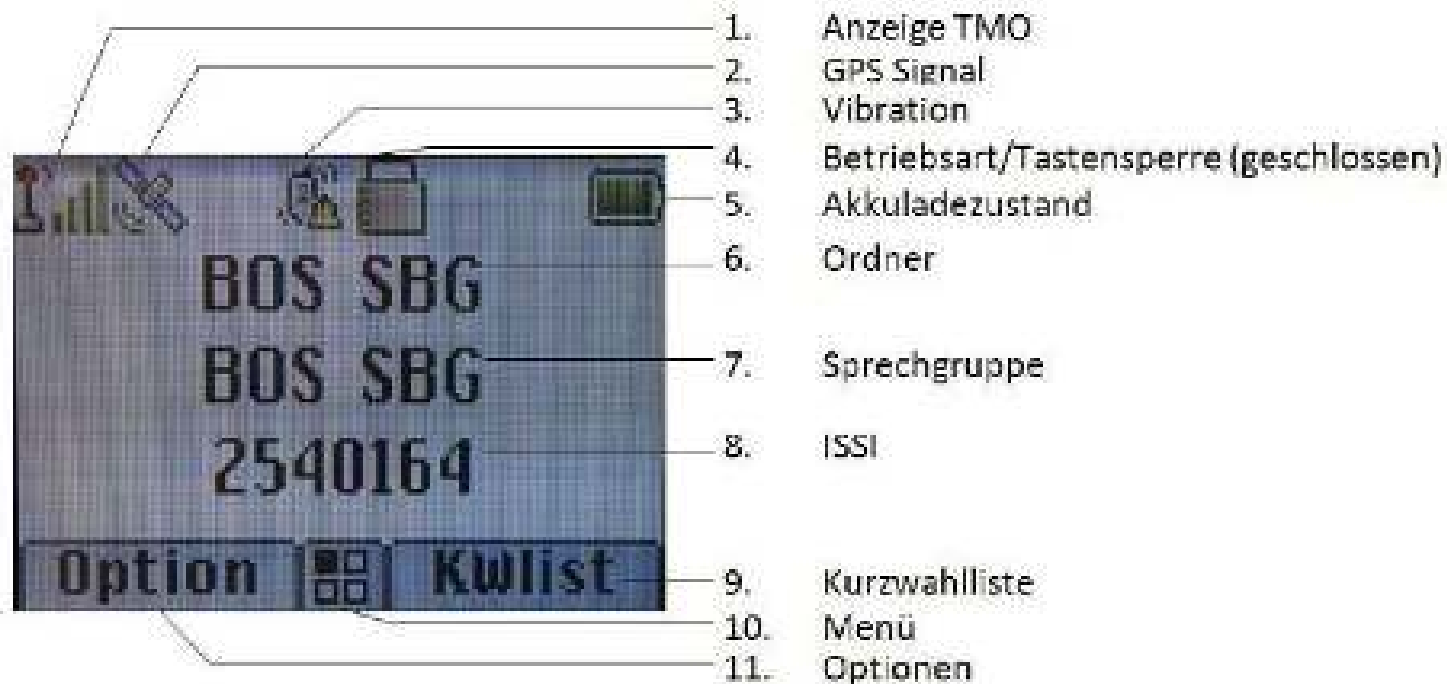 1. Anzeige TMO
2. GPS Signal
3. Vibration
4. Betriebsart/Tastensperre (geschlossen)
5. Akkuladezustand
6. Ordner
7. Sprechgruppe
8. ISSI
9. Kurzwahlliste
10. Menü
11. Optionen
BOS SBG
BOS SBG
2540164
Option KWlist